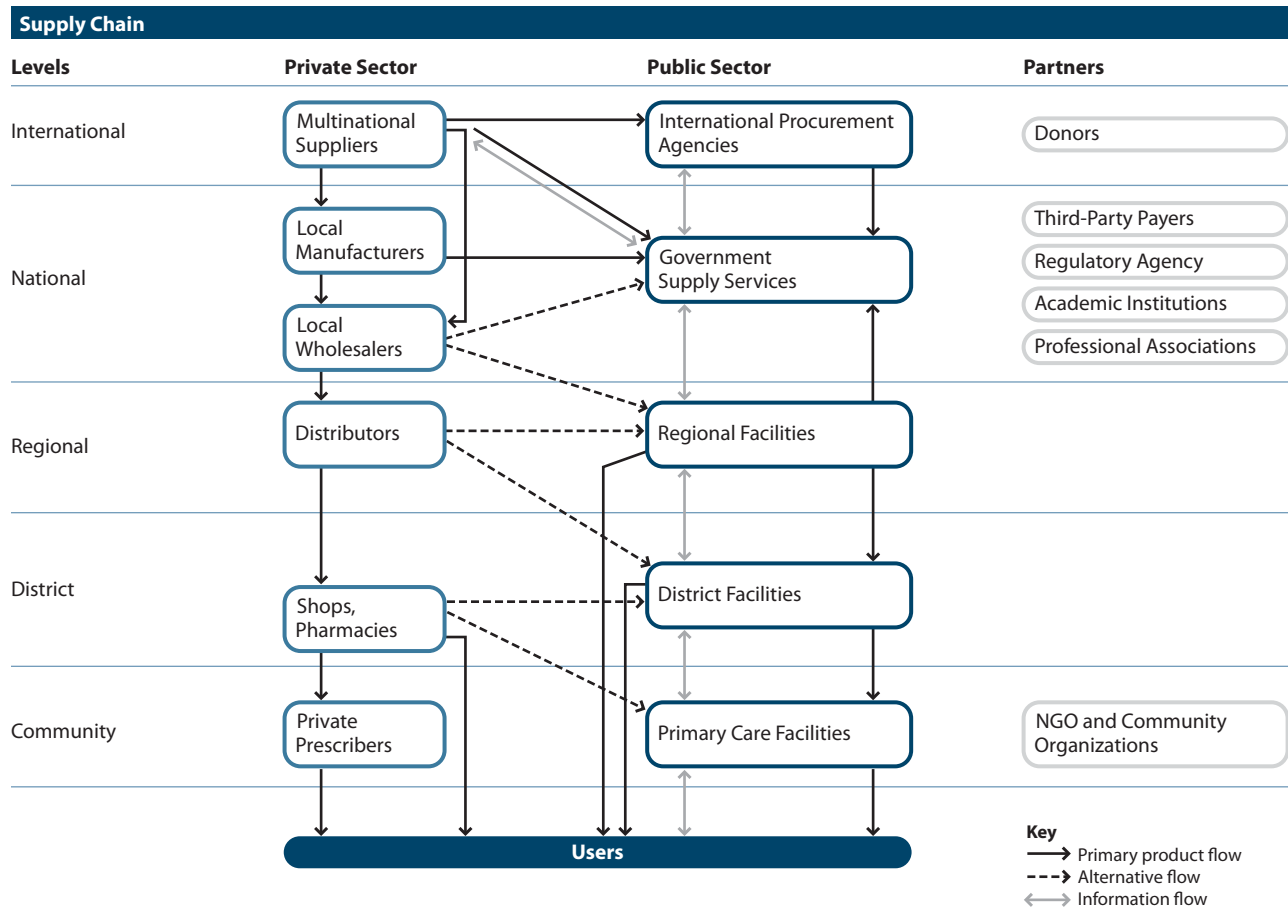 Supply Chain
Levels
Private Sector
Public Sector
Partners
International
Multinational
Suppliers
International Procurement
Agencies
Donors
National
Local
Manufacturers
Local
Wholesalers
Government
Supply Services
Third-Party Payers
Regulatory Agency
Academic Institutions
Professional Associations
Regional
Distributors
Regional Facilities
District
Shops,
Pharmacies
District Facilities
Community
Private
Prescribers
Primary Care Facilities
NGO and Community
Organizations
Users
Key
Primary product flow
Alternative flow
Information flow